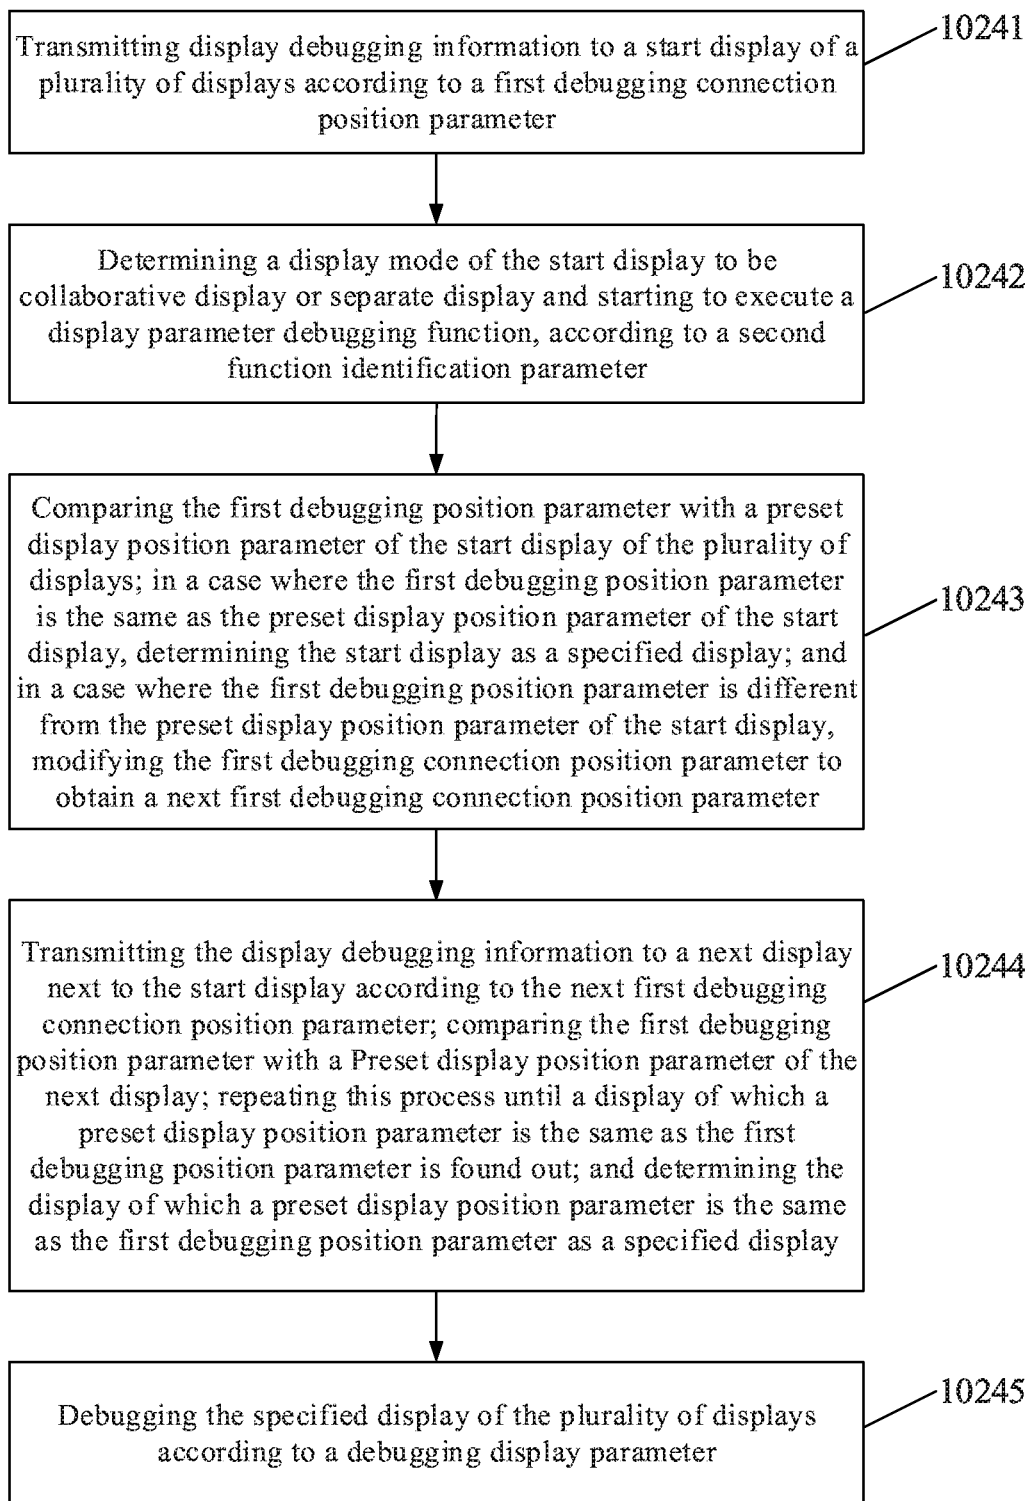 Transmitting display debugging information to a start display of a
plurality of displays according to a first debugging connection
position parameter
10241
Determining a display mode of the start display to be
collaborative display or separate display and starting to execute a
display parameter debugging function, according to a second
function identification parameter
10242
Comparing the first debugging position parameter with a preset
display position parameter of the start display of the plurality of
displays; in a case where the first debugging position parameter
is the same as the preset display position parameter of the start
display, determining the start display as a specified display; and
in a case where the first debugging position parameter is different
from the preset display position parameter of the start display,
modifying the first debugging connection position parameter to
obtain a next first debugging connection position parameter
10243
Transmitting the display debugging information to a next display
next to the start display according to the next first debugging
connection position parameter; comparing the first debugging
position parameter with a Preset display position parameter of the
next display; repeating this process until a display of which a
preset display position parameter is the same as the first
debugging position parameter is found out; and determining the
display of which a preset display position parameter is the same
as the first debugging position parameter as a specified display
10244
Debugging the specified display of the plurality of displays
according to a debugging display parameter
10245